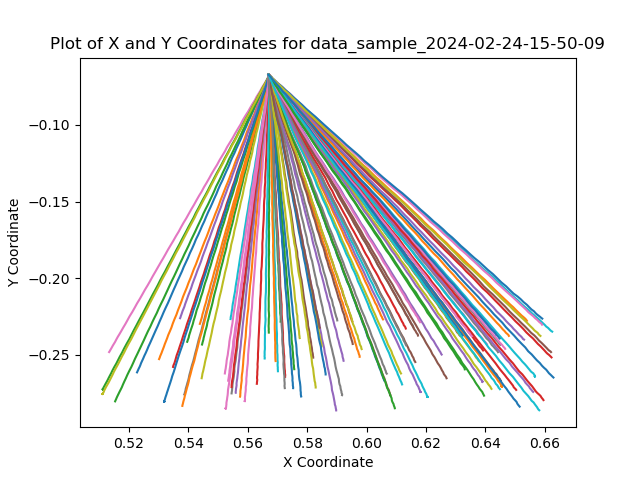 Plot of X and Y Coordinates for data_sample_2024-02-24-15-50-09
−0.10
−0.15
−0.20
−0.25
Y Coordinate
0.52 0.54 0.56 0.58 0.60 0.62 0.64 0.66
X Coordinate